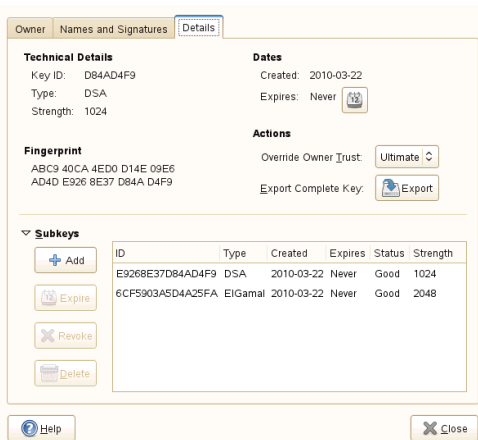 Owner Names and Signatures Details
Technical Details
Key ID: D84AD4F9
Type: DSA
Strength: 1024
Dates
Created: 2010-03-22
Expires: Never 12
Fingerprint
ABC9 40CA 4ED0 D14E 09E6
AD4D E926 8E37 D84A D4F9
Actions
Override Owner Trust: Ultimate
Export Complete Key: Export
Subkeys
Add
12 Expire
Revoke
Delete
ID Type Created Expires Status Strength
E9268E37D84AD4F9 DSA 2010-03-22 Never Good 1024
6CF5903A5D4A25FA ElGamal 2010-03-22 Never Good 2048
Help
Close